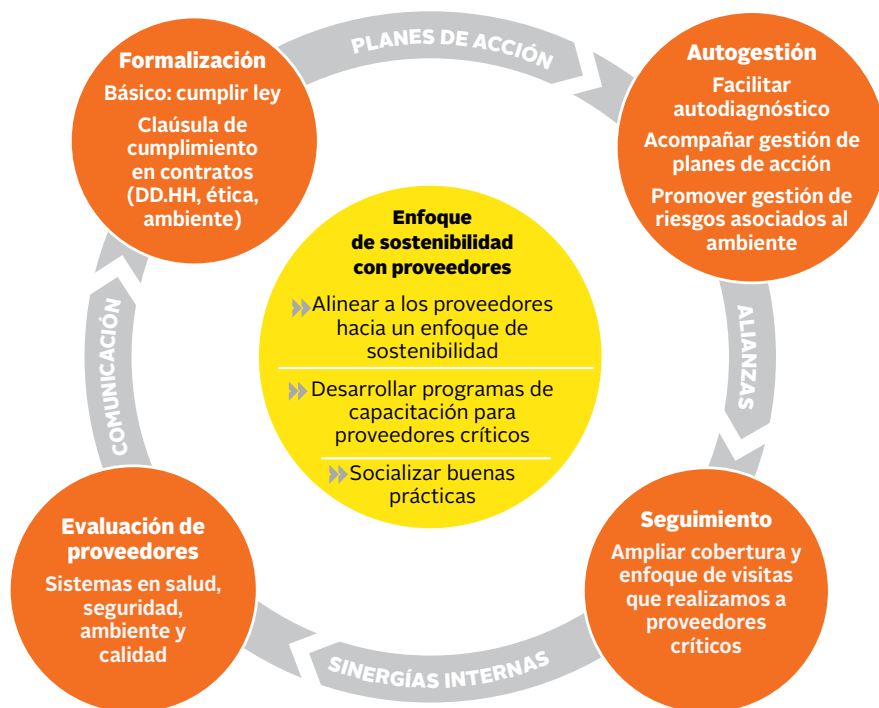 PLANES DE ACCIÓN
Formalización
Básico: cumplir ley
Claúsula de
cumplimiento
en contratos
(DD.HH, ética,
ambiente)
Autogestión
Facilitar
autodiagnóstico
Acompañar gestión de
planes de acción
Promover gestión de
riesgos asociados al
ambiente
Enfoque
de sostenibilidad
con proveedores
Alinear a los proveedores
hacia un enfoque de
sostenibilidad
Desarrollar programas de
capacitación para
proveedores críticos
Socializar buenas
prácticas
COMUNICACIÓN
ALIANZAS
Evaluación de
proveedores
Sistemas en salud,
seguridad,
ambiente y
calidad
Seguimiento
Ampliar cobertura y
enfoque de visitas
que realizamos a
proveedores
críticos
SINERGÍAS INTERNAS